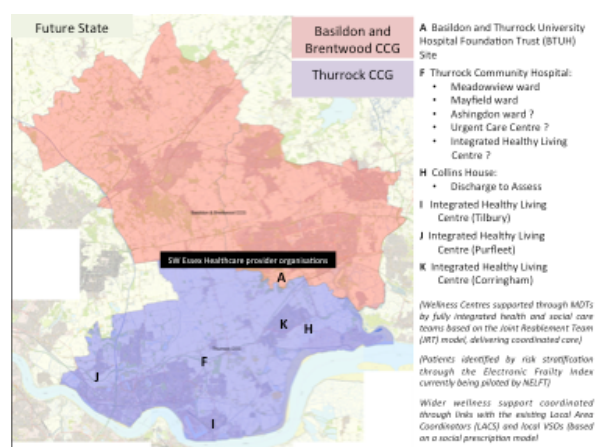 Future State
Basildon and
Brentwood CCG
Thurrock CCG
SW Essex Healthcare provider organisations
A
K
H
F
J
I
A Basildon and Thurrock University
Hospital Foundation Trust (BTUH)
Site
F Thurrock Community Hospital:
• Meadowview ward
• Mayfield ward
• Ashingdon ward ?
• Urgent Care Centre ?
• Integrated Healthy Living
Centre ?
H Collins House:
• Discharge to Assess
I Integrated Healthy Living
Centre (Tilbury)
J Integrated Healthy Living
Centre (Purfleet)
K Integrated Healthy Living
Centre (Corringham)
(Wellness Centres supported through MDTs
by fully integrated health and social care
teams based on the Joint Reablement Team
(JRT) model, delivering coordinated care)
(Patients identified by risk stratification
through the Electronic Frailty Index
currently being piloted by NELFT)
Wider wellness support coordinated
through links with the existing Local Area
Coordinators (LACS) and local VSOs (based
on a social prescription model